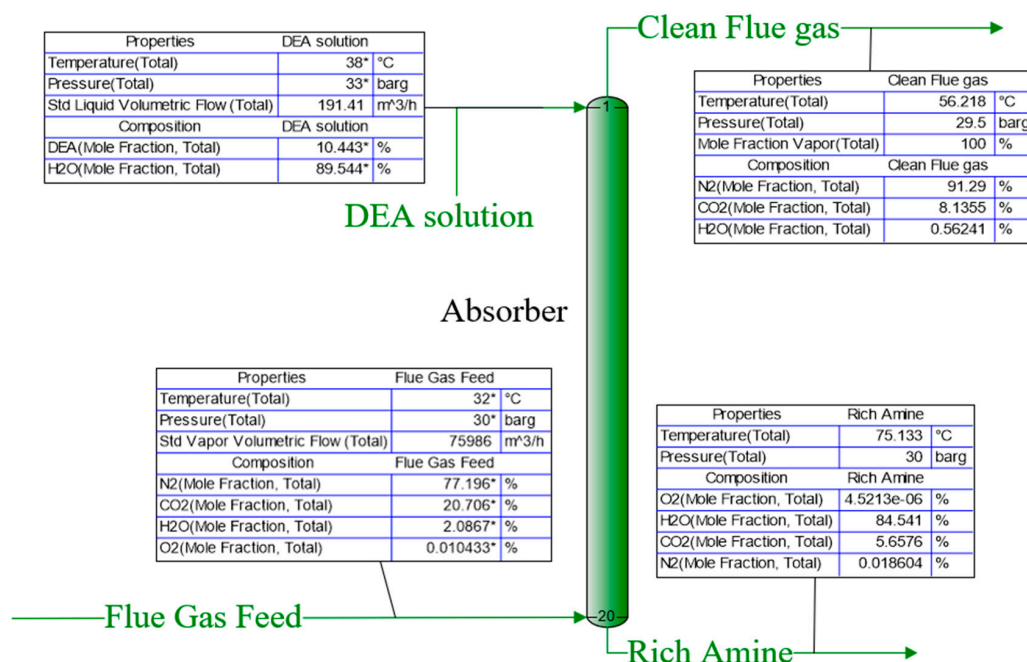 Clean Flue gas
Properties DEA solution
Temperature(Total) 38* °C
Pressure(Total) 33* barg
Std Liquid Volumetric Flow (Total) 191.41 m^3/h
Composition DEA solution
DEA(Mole Fraction, Total) 10.443* %
H2O(Mole Fraction, Total) 89.544* %
Properties Clean Flue gas
Temperature(Total) 56.218 °C
Pressure(Total) 29.5 barg
Mole Fraction Vapor(Total) 100 %
Composition Clean Flue gas
N2(Mole Fraction, Total) 91.29 %
CO2(Mole Fraction, Total) 8.1355 %
H2O(Mole Fraction, Total) 0.56241 %
1
DEA solution
Absorber
Properties Flue Gas Feed
Temperature(Total) 32* °C
Pressure(Total) 30* barg
Std Vapor Volumetric Flow (Total) 75986 m^3/h
Composition Flue Gas Feed
N2(Mole Fraction, Total) 77.196* %
CO2(Mole Fraction, Total) 20.706* %
H2O(Mole Fraction, Total) 2.0867* %
O2(Mole Fraction, Total) 0.010433* %
Properties Rich Amine
Temperature(Total) 75.133 °C
Pressure(Total) 30 barg
Composition Rich Amine
O2(Mole Fraction, Total) 4.5213e-06 %
H2O(Mole Fraction, Total) 84.541 %
CO2(Mole Fraction, Total) 5.6576 %
N2(Mole Fraction, Total) 0.018604 %
Flue Gas Feed
20
Rich Amine